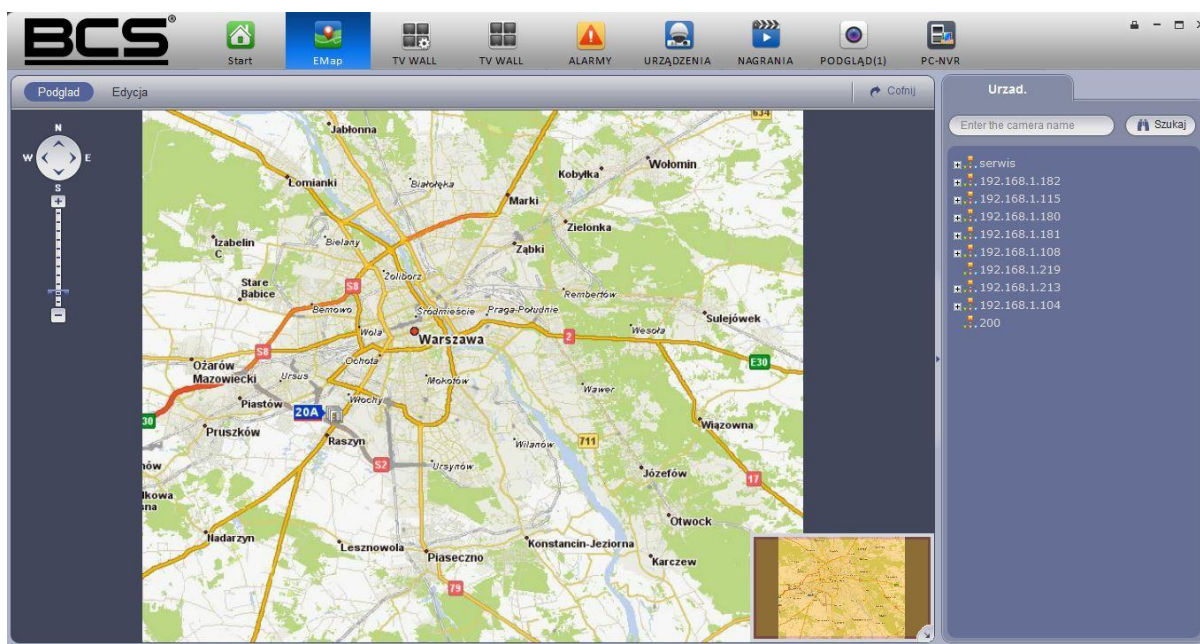 BCS®
Start
EMap
TV WALL
TV WALL
ALARMY
URZĄDZENIA
NAGRANIA
PODGLĄD(1)
PC-NVR
Podglad
Edycja
Cofnij
Urzad.
Enter the camera name
Szukaj
serwis
192.168.1.182
192.168.1.115
192.168.1.180
192.168.1.181
192.168.1.108
192.168.1.219
192.168.1.213
192.168.1.104
200
N
W
E
S
634
Jabłonna
Wołomin
Kobyłka
Łomianki
Białołęka
Marki
Zielonka
Izabelin
C
Bielany
Ząbki
Żoliborz
Stare
Babice
S8
Rembertów
Bemowo
Śródmieście
Praga-Południe
Sulejówek
Wola
Warszawa
2
Wesoła
S8
Ochota
E30
Ożarów
Mazowiecki
Ursus
Mokotów
Wawer
Piastów
Włochy
20A
30
Pruszków
Raszyn
Wiązowna
Wilanów
711
S2
Ursynów
Józefów
17
Otwock
Nadarzyn
Lesznowola
Piaseczno
Konstancin-Jeziorna
Karczew
79